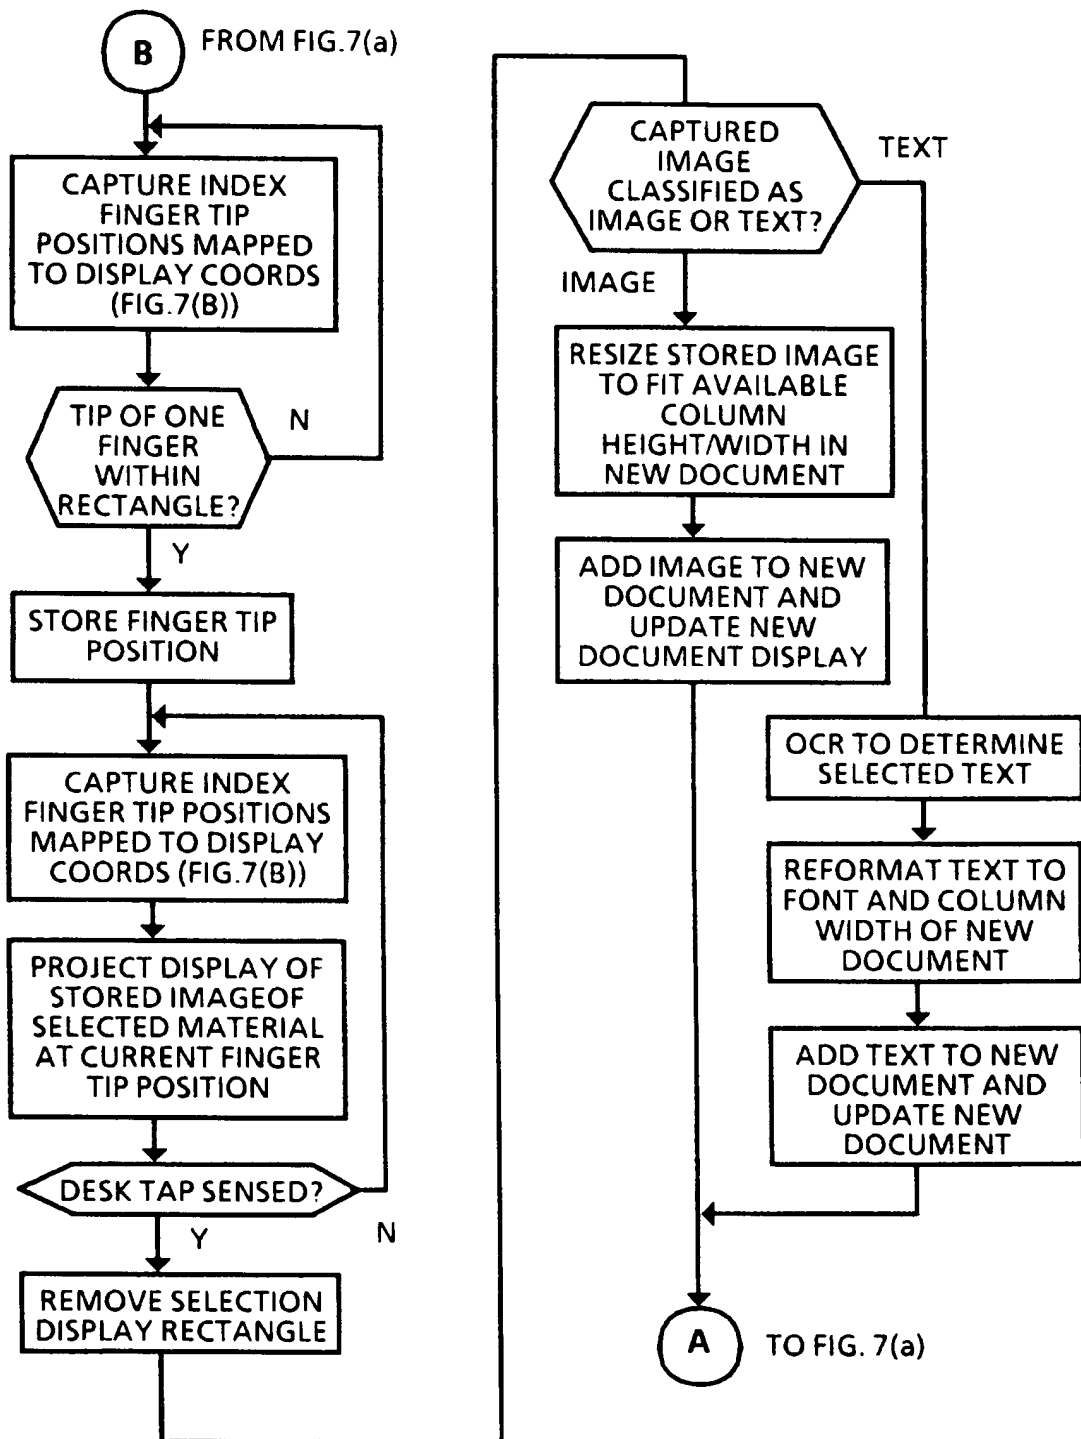 B
FROM FIG.7(a)
CAPTURE INDEX
FINGER TIP
POSITIONS MAPPED
TO DISPLAY COORDS
(FIG.7(B))
TIP OF ONE
FINGER
WITHIN
RECTANGLE?
N
Y
STORE FINGER TIP
POSITION
CAPTURE INDEX
FINGER TIP POSITIONS
MAPPED TO DISPLAY
COORDS (FIG.7(B))
PROJECT DISPLAY OF
STORED IMAGEOF
SELECTED MATERIAL
AT CURRENT FINGER
TIP POSITION
DESK TAP SENSED?
N
Y
REMOVE SELECTION
DISPLAY RECTANGLE
CAPTURED
IMAGE
CLASSIFIED AS
IMAGE OR TEXT?
TEXT
IMAGE
RESIZE STORED IMAGE
TO FIT AVAILABLE
COLUMN
HEIGHT/WIDTH IN
NEW DOCUMENT
ADD IMAGE TO NEW
DOCUMENT AND
UPDATE NEW
DOCUMENT DISPLAY
OCR TO DETERMINE
SELECTED TEXT
REFORMAT TEXT TO
FONT AND COLUMN
WIDTH OF NEW
DOCUMENT
ADD TEXT TO NEW
DOCUMENT AND
UPDATE NEW
DOCUMENT
A
TO FIG. 7(a)